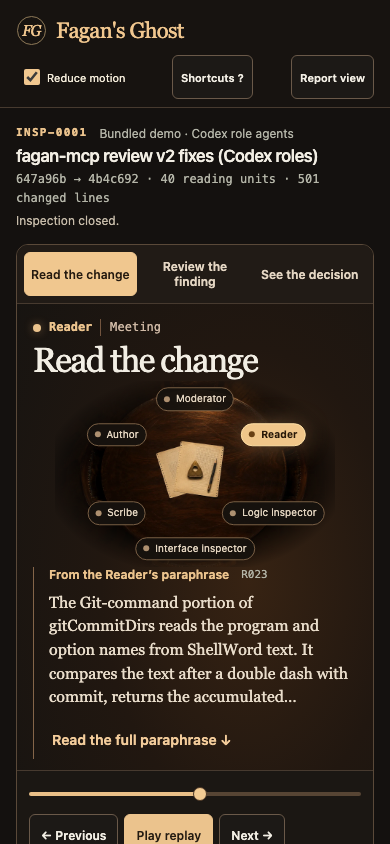 FG Fagan's Ghost
Reduce motion
Shortcuts ?
Report view
INSP-0001 Bundled demo · Codex role agents
fagan-mcp review v2 fixes (Codex roles)
647a96b → 4b4c692 · 40 reading units · 501
changed lines
Inspection closed.
Read the change
Review the
finding
See the decision
Reader | Meeting
Read the change
Moderator
Author
Reader
Scribe
Logic inspector
Interface inspector
From the Reader's paraphrase R023
The Git-command portion of
gitCommitDirs reads the program and
option names from ShellWord text. It
compares the text after a double dash with
commit, returns the accumulated...
Read the full paraphrase ↓
← Previous
Play replay
Next →